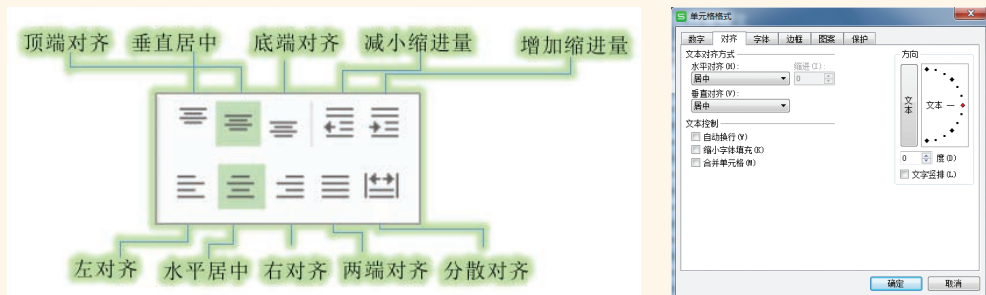 顶端对齐 垂直居中 底端对齐 减小缩进量 增加缩进量
左对齐 水平居中 右对齐 两端对齐 分散对齐
单元格格式
数字 对齐 字体 边框 图案 保护
文本对齐方式
水平对齐(H): 缩进(I):
居中 0
垂直对齐(V):
居中
文本控制
自动换行(W)
缩小字体填充(K)
合并单元格(M)
方向
文本
文本
0 度(D)
文字竖排(L)
确定 取消